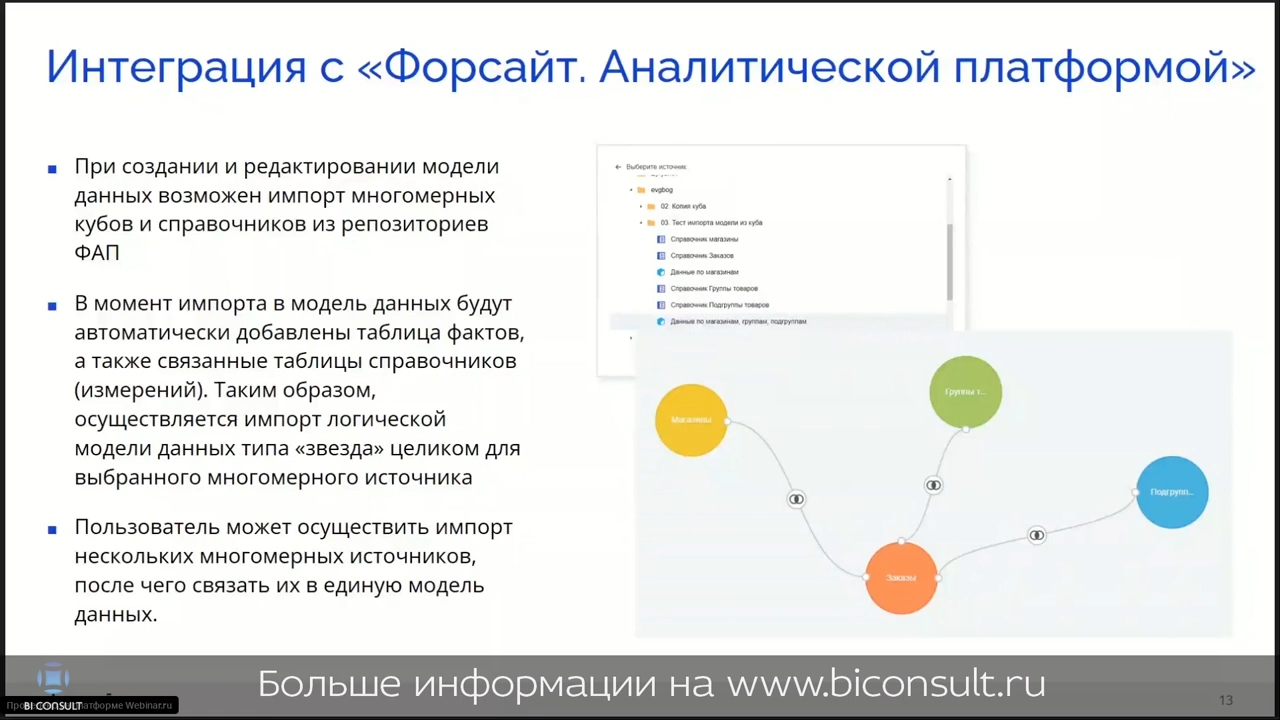 Интеграция с «Форсайт. Аналитической платформой»
▪ При создании и редактировании модели
данных возможен импорт многомерных
кубов и справочников из репозиториев
ФАП
▪ В момент импорта в модель данных будут
автоматически добавлены таблица фактов,
а также связанные таблицы справочников
(измерений). Таким образом,
осуществляется импорт логической
модели данных типа «звезда» целиком для
выбранного многомерного источника
▪ Пользователь может осуществить импорт
нескольких многомерных источников,
после чего связать их в единую модель
данных.
Выберите источник
evgbog
02. Копия куба
03. Тест импорта модели из куба
Справочник магазины
Справочник Заказов
Данные по магазинам
Справочник Группы товаров
Справочник Подгруппы товаров
Данные по магазинам, группам, подгруппам
Магазины
Группы т...
Подгрупп...
Заказы
Больше информации на www.biconsult.ru
BI CONSULT
Webinar.ru
13